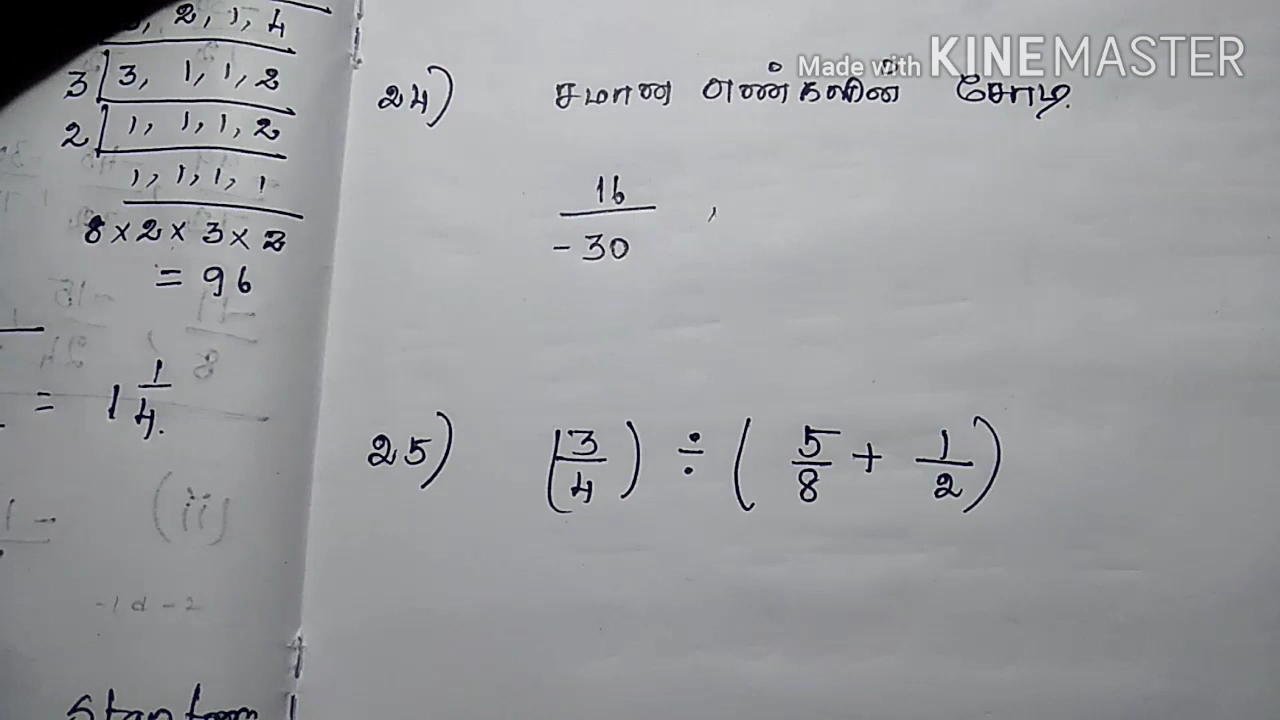 2, 1, 4
3 | 3, 1, 1, 2
2 | 1, 1, 1, 2
1, 1, 1, 1
8 × 2 × 3 × 2
= 96
= 1 1/4.
Made with KINEMASTER
24) சமான எண்களின் சோடி.
16/-30 ,
25) (3/4) ÷ (5/8 + 1/2)